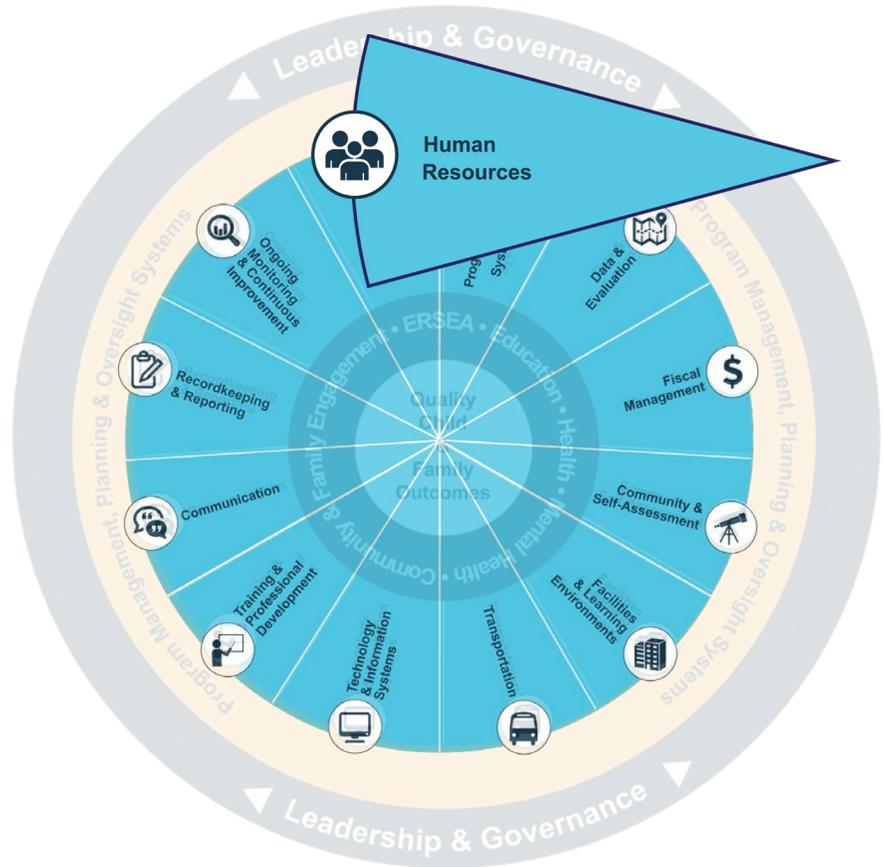 Leadership & Governance
Human
Resources
Data &
Evaluation
Fiscal
Management
Community &
Self-Assessment
Facilities
& Learning
Environments
Transportation
Technology
& Information
Systems
Training &
Professional
Development
Communication
Recordkeeping
& Reporting
Ongoing
Monitoring
& Continuous
Improvement
ERSEA • Education • Health • Mental Health • Community & Family Engagement •
Quality
Child
Family
Outcomes
Program Management, Planning & Oversight Systems
Program Management, Planning & Oversight Systems
Leadership & Governance